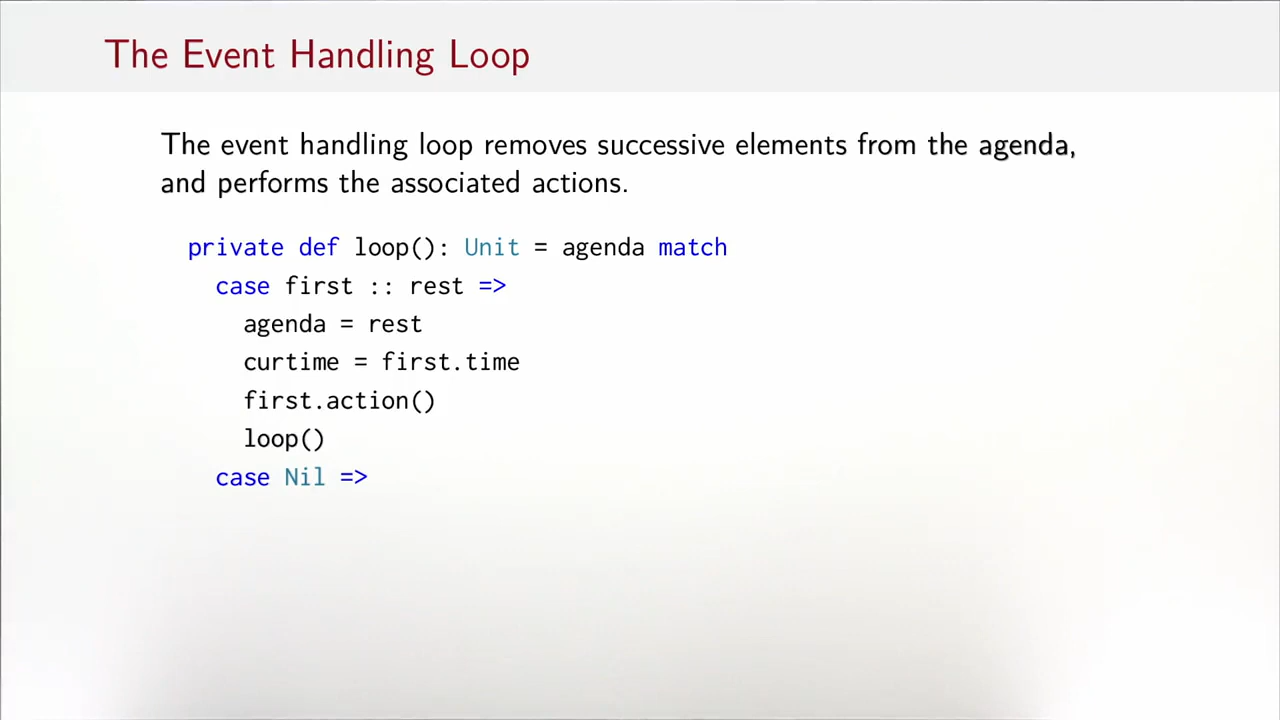 The Event Handling Loop
The event handling loop removes successive elements from the agenda,
and performs the associated actions.
private def loop(): Unit = agenda match
case first :: rest =>
agenda = rest
curtime = first.time
first.action()
loop()
case Nil =>